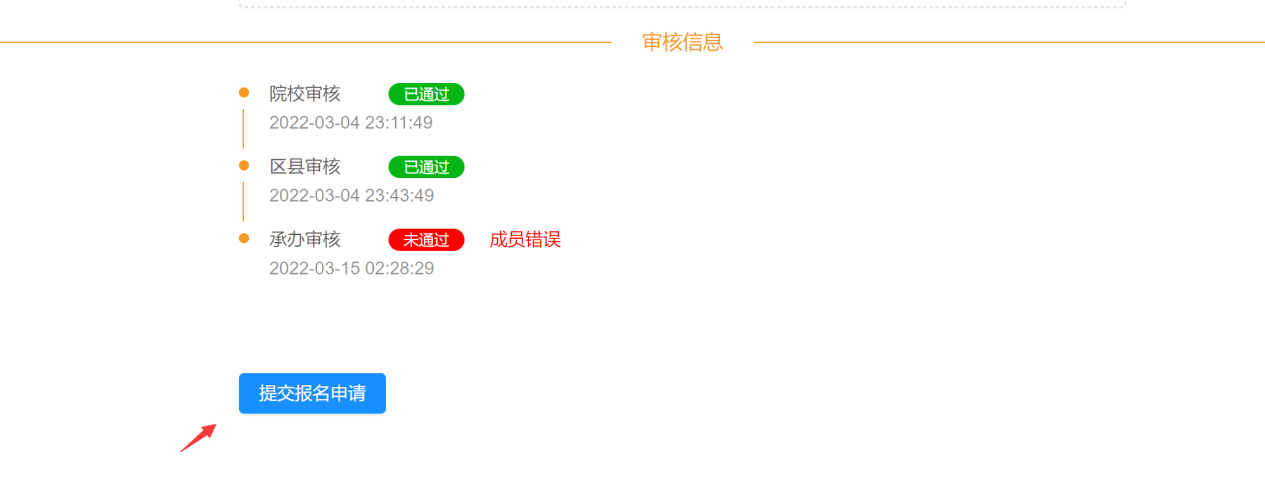 审核信息
院校审核 已通过
2022-03-04 23:11:49
区县审核 已通过
2022-03-04 23:43:49
承办审核 未通过 成员错误
2022-03-15 02:28:29
提交报名申请